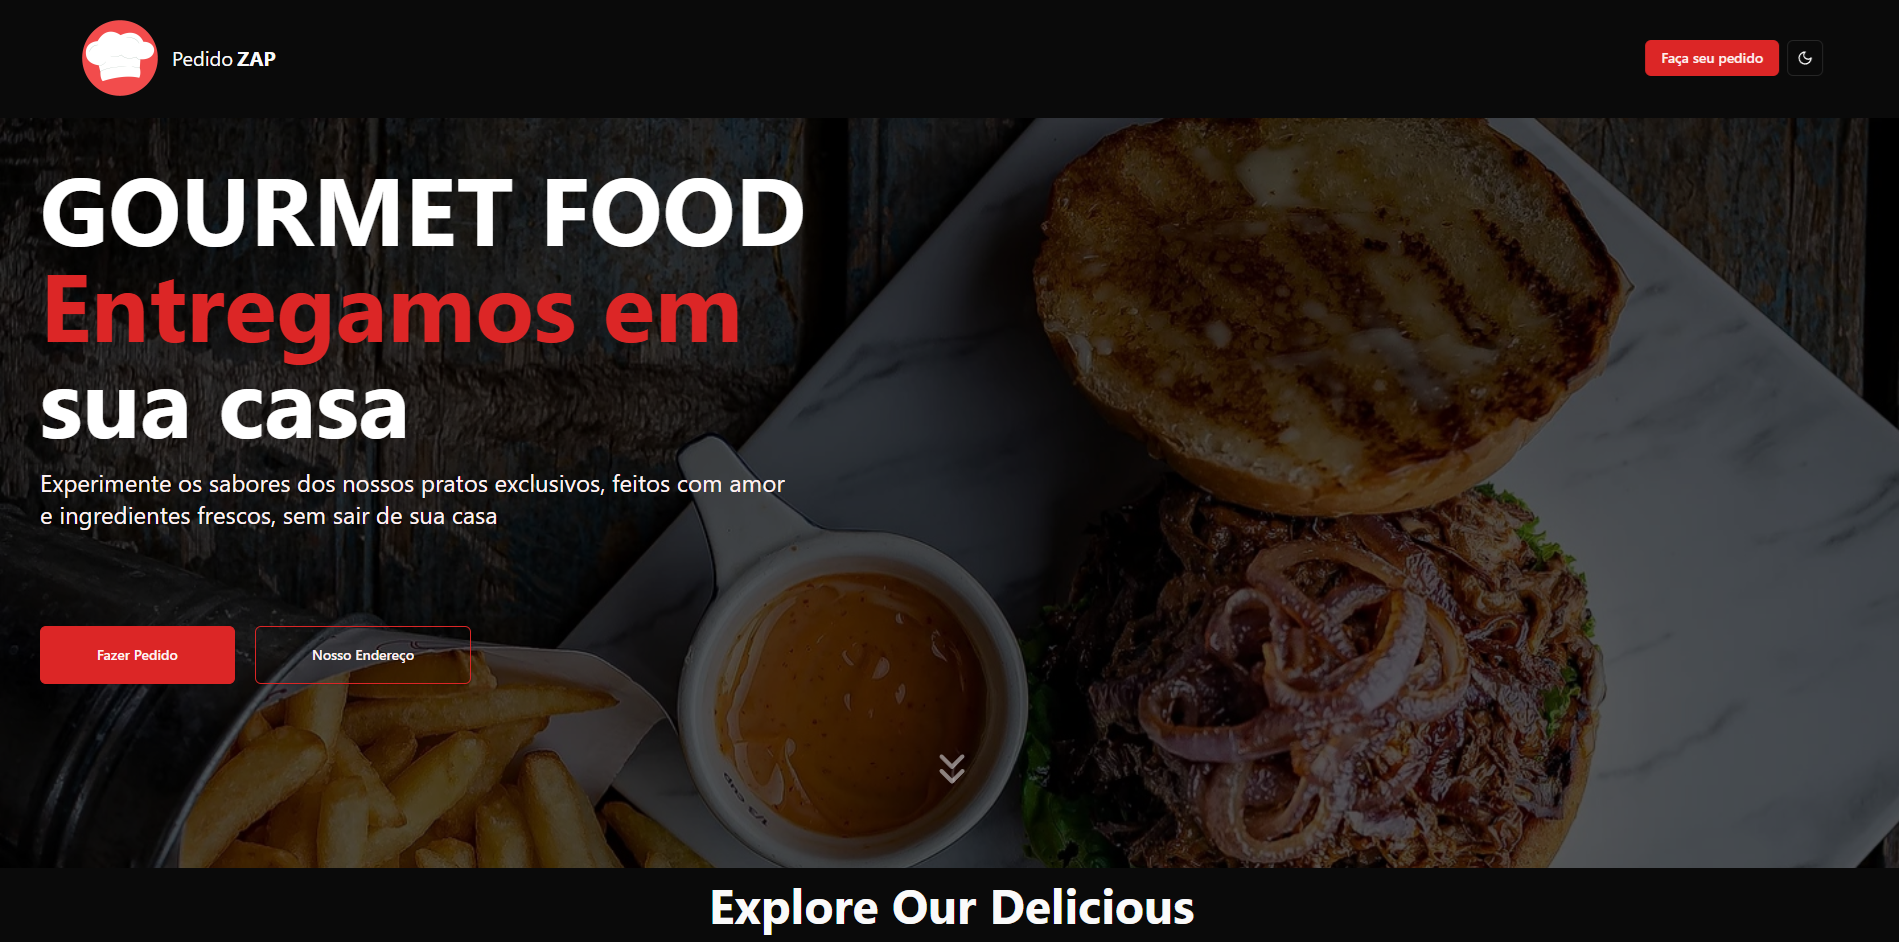 Pedido ZAP
Faça seu pedido
GOURMET FOOD
Entregamos em
sua casa
Experimente os sabores dos nossos pratos exclusivos, feitos com amor
e ingredientes frescos, sem sair de sua casa
Fazer Pedido
Nosso Endereço
Explore Our Delicious